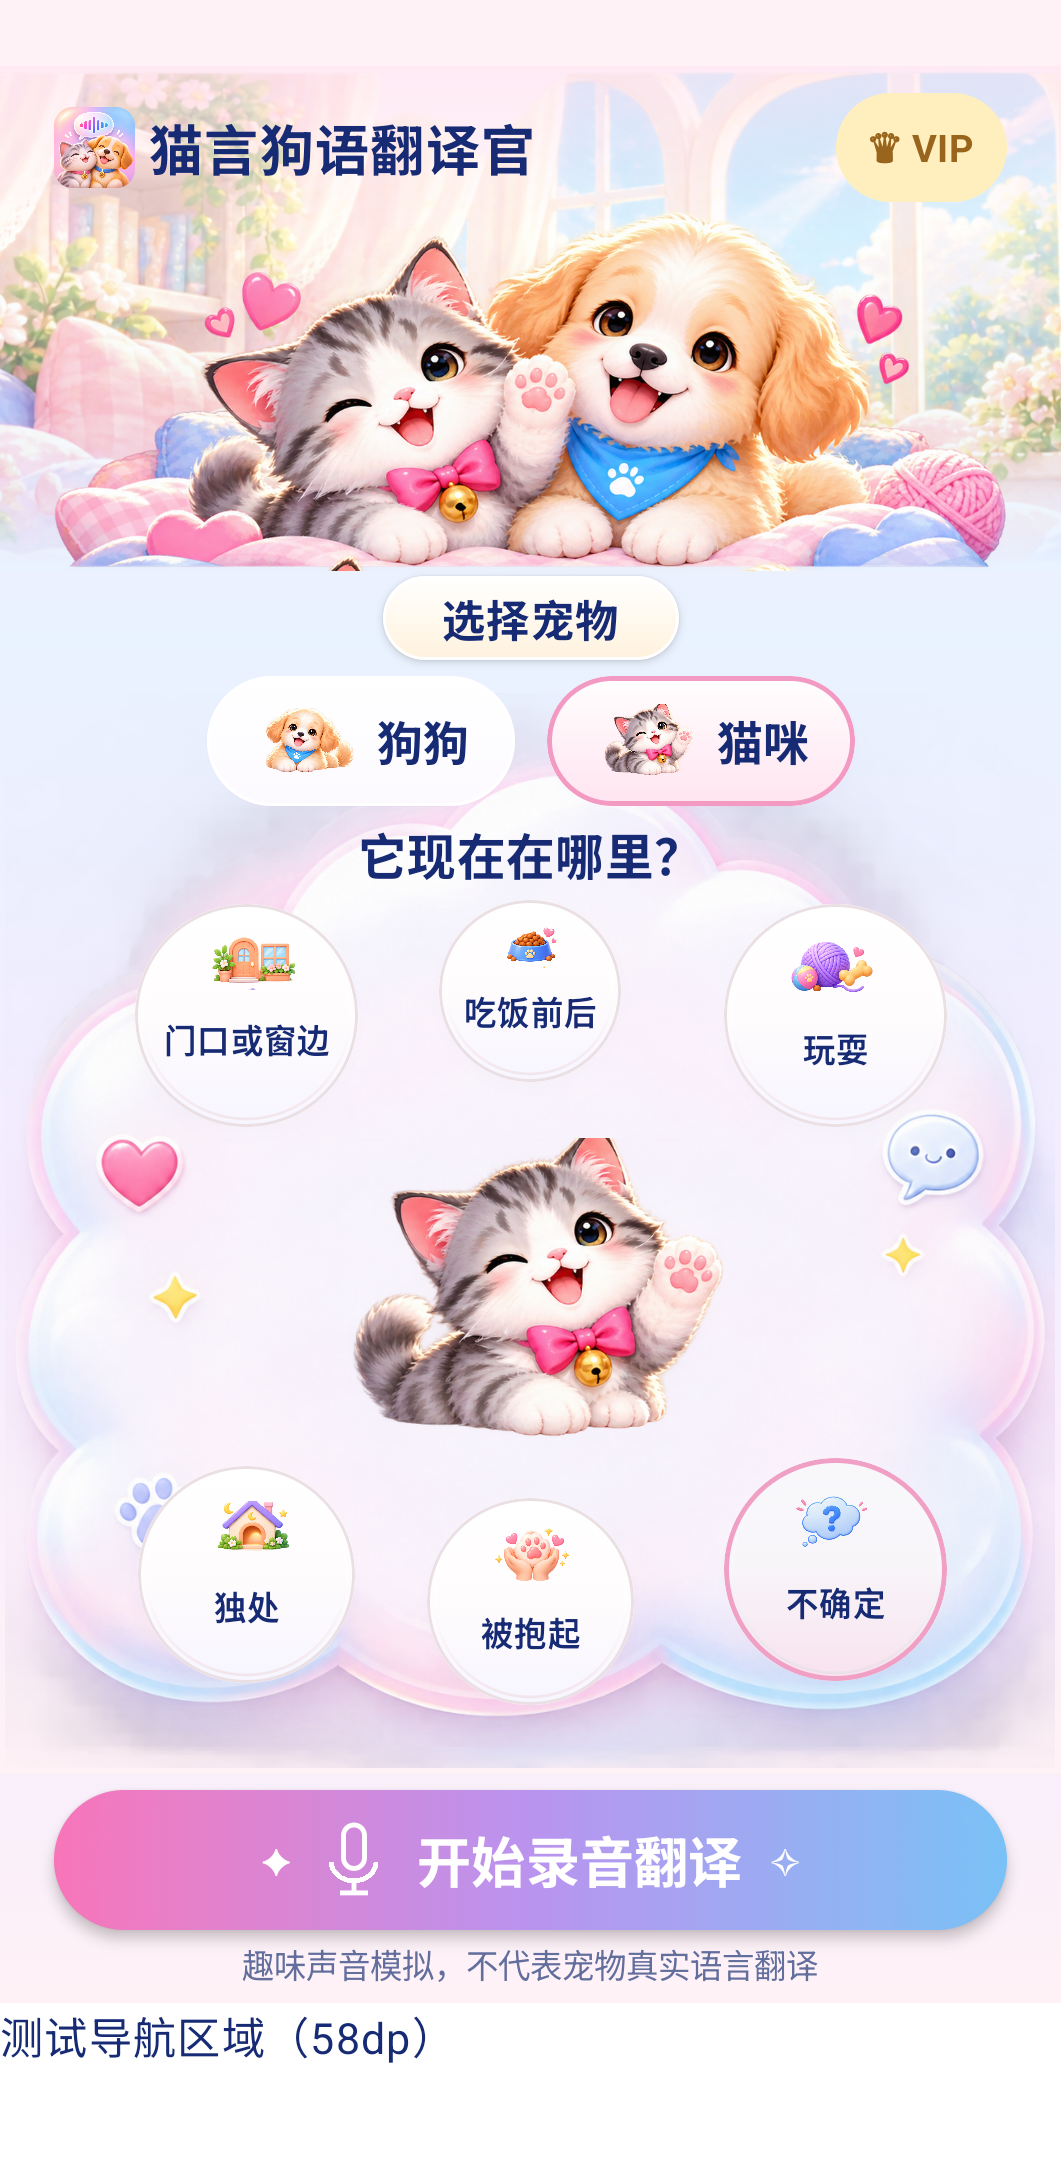 猫言狗语翻译官
VIP
选择宠物
狗狗
猫咪
它现在在哪里？
门口或窗边
吃饭前后
玩耍
独处
被抱起
不确定
开始录音翻译
趣味声音模拟，不代表宠物真实语言翻译
测试导航区域（58dp）